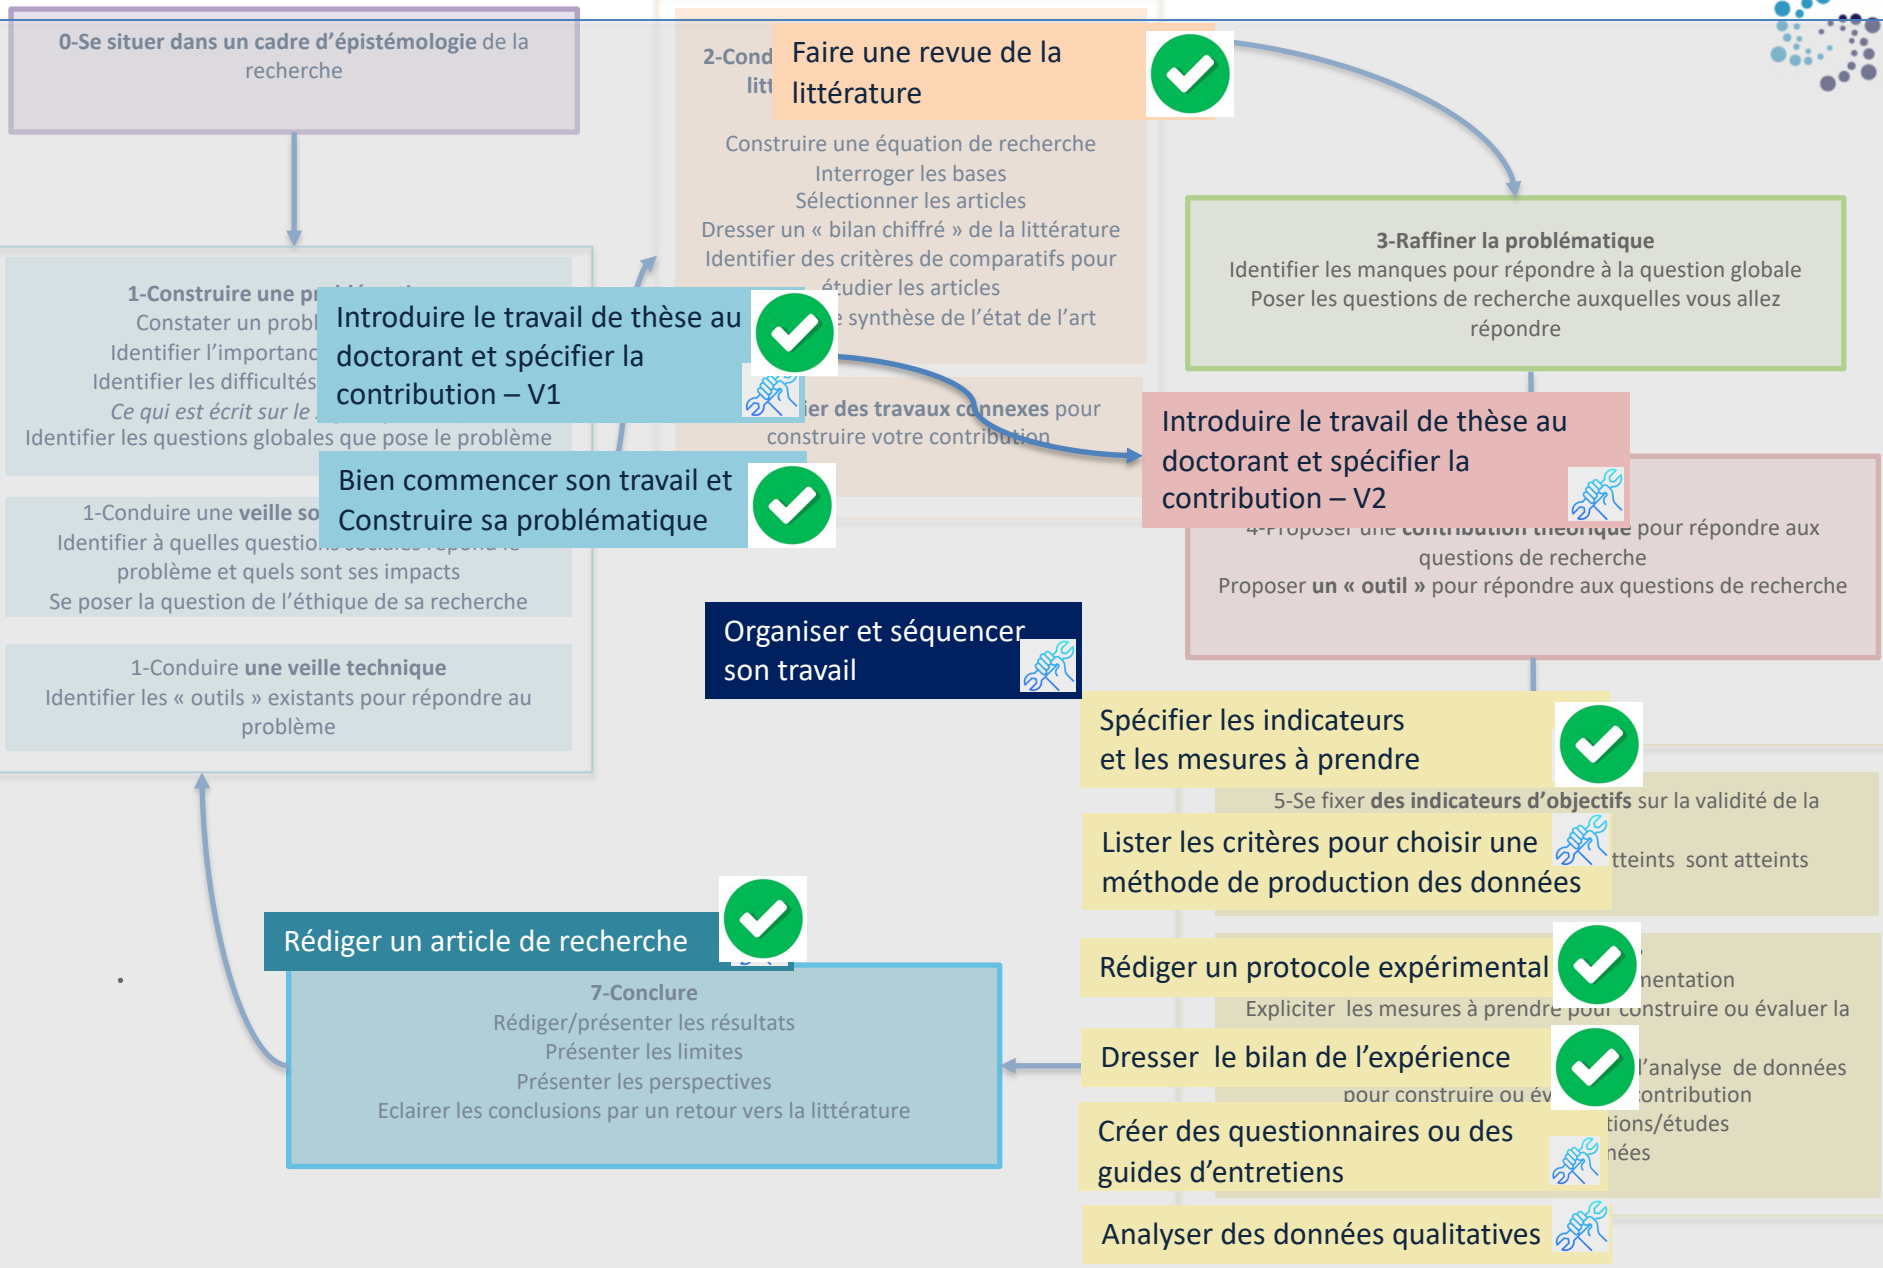 0-Se situer dans un cadre d’épistémologie de la
recherche
2-Cond
litt
Faire une revue de la
littérature
Construire une équation de recherche
Interroger les bases
Sélectionner les articles
Dresser un « bilan chiffré » de la littérature
Identifier des critères de comparatifs pour
étudier les articles
synthèse de l’état de l’art
ier des travaux connexes pour
construire votre contribution
3-Raffiner la problématique
Identifier les manques pour répondre à la question globale
Poser les questions de recherche auxquelles vous allez
répondre
1-Construire une
Constater un probl
Identifier l’importanc
Identifier les difficultés
Ce qui est écrit sur le
Identifier les questions globales que pose le problème
Introduire le travail de thèse au
doctorant et spécifier la
contribution – V1
Bien commencer son travail et
Construire sa problématique
1-Conduire une veille so
Identifier à quelles questions sociales répond le
problème et quels sont ses impacts
Se poser la question de l’éthique de sa recherche
1-Conduire une veille technique
Identifier les « outils » existants pour répondre au
problème
Introduire le travail de thèse au
doctorant et spécifier la
contribution – V2
4-Proposer une contribution théorique pour répondre aux
questions de recherche
Proposer un « outil » pour répondre aux questions de recherche
Organiser et séquencer
son travail
Spécifier les indicateurs
et les mesures à prendre
5-Se fixer des indicateurs d’objectifs sur la validité de la
Lister les critères pour choisir une
méthode de production des données
tteints sont atteints
Rédiger un protocole expérimental
mentation
Expliciter les mesures à prendre pour construire ou évaluer la
Dresser le bilan de l’expérience
l’analyse de données
pour construire ou év
contribution
Créer des questionnaires ou des
guides d’entretiens
tions/études
nées
Analyser des données qualitatives
Rédiger un article de recherche
7-Conclure
Rédiger/présenter les résultats
Présenter les limites
Présenter les perspectives
Eclairer les conclusions par un retour vers la littérature